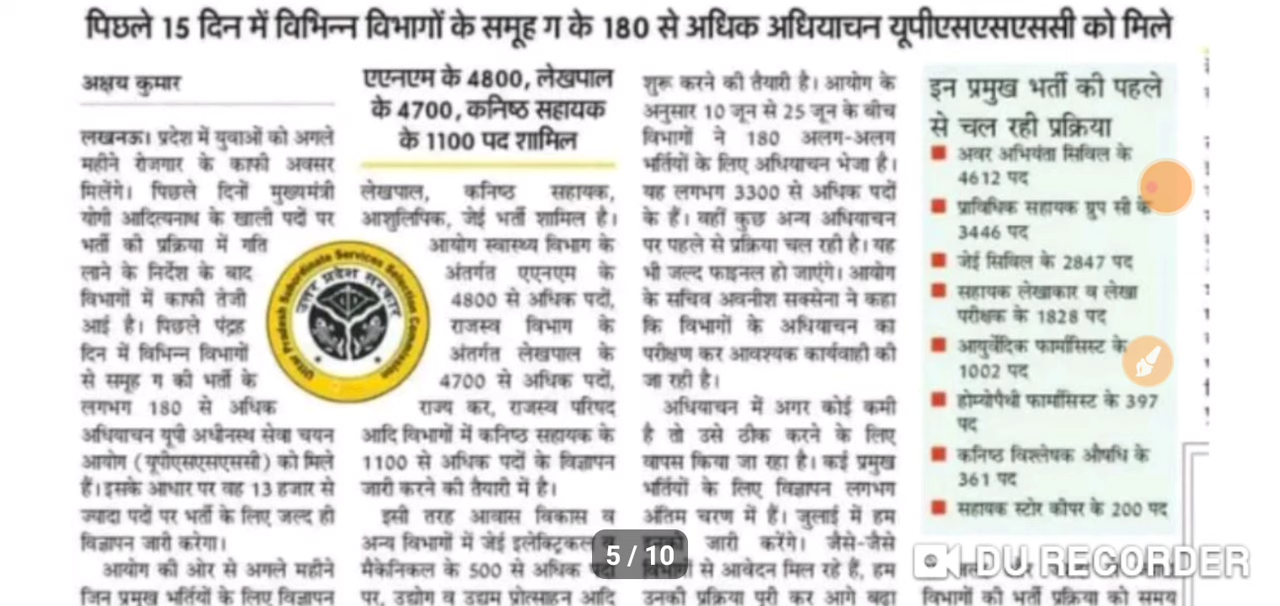 पिछले 15 दिन में विभिन्न विभागों के समूह ग के 180 से अधिक अधियाचन यूपीएसएसएससी को मिले
अक्षय कुमार
लखनऊ। प्रदेश में युवाओं को अगले
महीने रोजगार के काफी अवसर
मिलेंगे। पिछले दिनों मुख्यमंत्री
योगी आदित्यनाथ के खाली पदों पर
भर्ती की प्रक्रिया में गति
लाने के निर्देश के बाद
विभागों में काफी तेजी
आई है। पिछले पंद्रह
दिन में विभिन्न विभागों
से समूह ग की भर्ती के
लगभग 180 से अधिक
अधियाचन यूपी अधीनस्थ सेवा चयन
आयोग (यूपीएसएसएससी) को मिले
हैं। इसके आधार पर वह 13 हजार से
ज्यादा पदों पर भर्ती के लिए जल्द ही
विज्ञापन जारी करेगा।
आयोग की ओर से अगले महीने
जिन प्रमुख भर्तियों के लिए विज्ञापन
एएनएम के 4800, लेखपाल
के 4700, कनिष्ठ सहायक
के 1100 पद शामिल
लेखपाल, कनिष्ठ सहायक,
आशुलिपिक, जेई भर्ती शामिल है।
आयोग स्वास्थ्य विभाग के
अंतर्गत एएनएम के
4800 से अधिक पदों,
राजस्व विभाग के
अंतर्गत लेखपाल के
4700 से अधिक पदों,
राज्य कर, राजस्व परिषद
आदि विभागों में कनिष्ठ सहायक के
1100 से अधिक पदों के विज्ञापन
जारी करने की तैयारी में है।
इसी तरह आवास विकास व
अन्य विभागों में जेई इलेक्ट्रिकल
मैकेनिकल के 500 से अधिक पदों
पर, उद्योग व उद्यम प्रोत्साहन आदि
Uttar Pradesh Subordinate Services Selection Commission
उत्तर प्रदेश सरकार
शुरू करने की तैयारी है। आयोग के
अनुसार 10 जून से 25 जून के बीच
विभागों ने 180 अलग-अलग
भर्तियों के लिए अधियाचन भेजा है।
यह लगभग 3300 से अधिक पदों
के हैं। वहीं कुछ अन्य अधियाचन
पर पहले से प्रक्रिया चल रही है। यह
भी जल्द फाइनल हो जाएंगे। आयोग
के सचिव अवनीश सक्सेना ने कहा
कि विभागों के अधियाचन का
परीक्षण कर आवश्यक कार्यवाही की
जा रही है।
अधियाचन में अगर कोई कमी
है तो उसे ठीक करने के लिए
वापस किया जा रहा है। कई प्रमुख
भर्तियों के लिए विज्ञापन लगभग
अंतिम चरण में हैं। जुलाई में हम
इनको जारी करेंगे। जैसे-जैसे
विभागों से आवेदन मिल रहे हैं, हम
उनकी प्रक्रिया पूरी कर आगे बढ़ा
इन प्रमुख भर्ती की पहले
से चल रही प्रक्रिया
अवर अभियंता सिविल के
4612 पद
प्राविधिक सहायक ग्रुप सी के
3446 पद
जेई सिविल के 2847 पद
सहायक लेखाकार व लेखा
परीक्षक के 1828 पद
आयुर्वेदिक फार्मासिस्ट के
1002 पद
होम्योपैथी फार्मासिस्ट के 397
पद
कनिष्ठ विश्लेषक औषधि के
361 पद
सहायक स्टोर कीपर के 200 पद
विभागों की भर्ती प्रक्रिया को समय
5 / 10
DU RECORDER